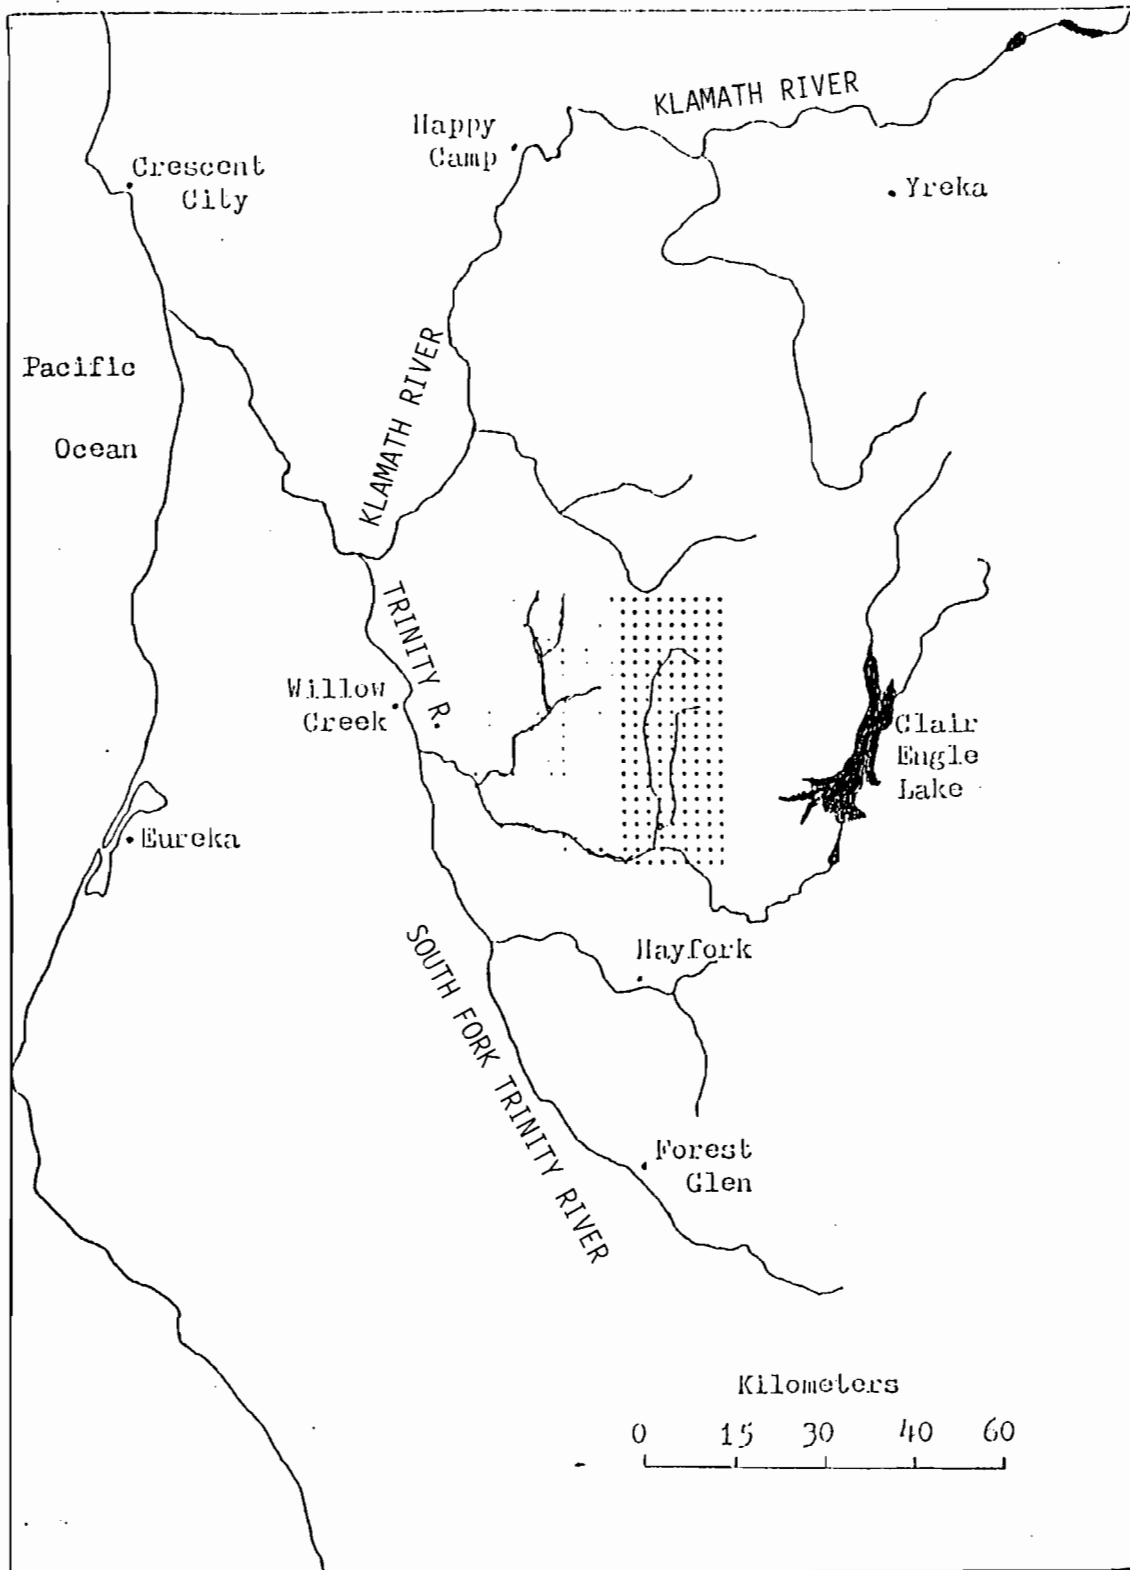 KLAMATH RIVER
Happy
Camp
Crescent
City
Yreka
Pacific
Ocean
KLAMATH RIVER
TRINITY R.
Willow
Creek
Clair
Engle
Lake
Eureka
Hayfork
SOUTH FORK TRINITY RIVER
Forest
Glen
Kilometers
0 15 30 40 60